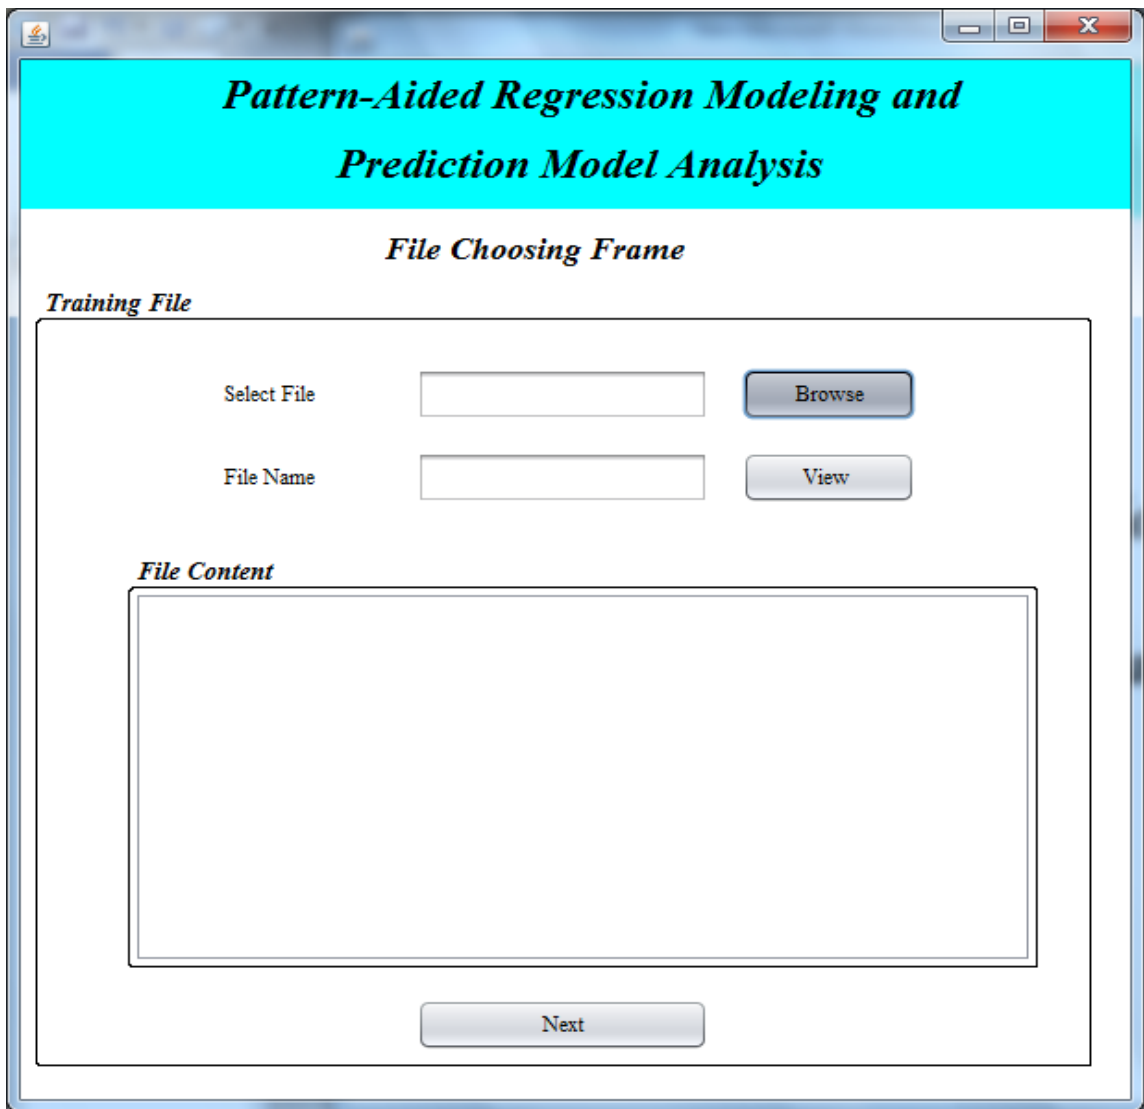 Pattern-Aided Regression Modeling and
Prediction Model Analysis
File Choosing Frame
Training File
Select File
Browse
File Name
View
File Content
Next